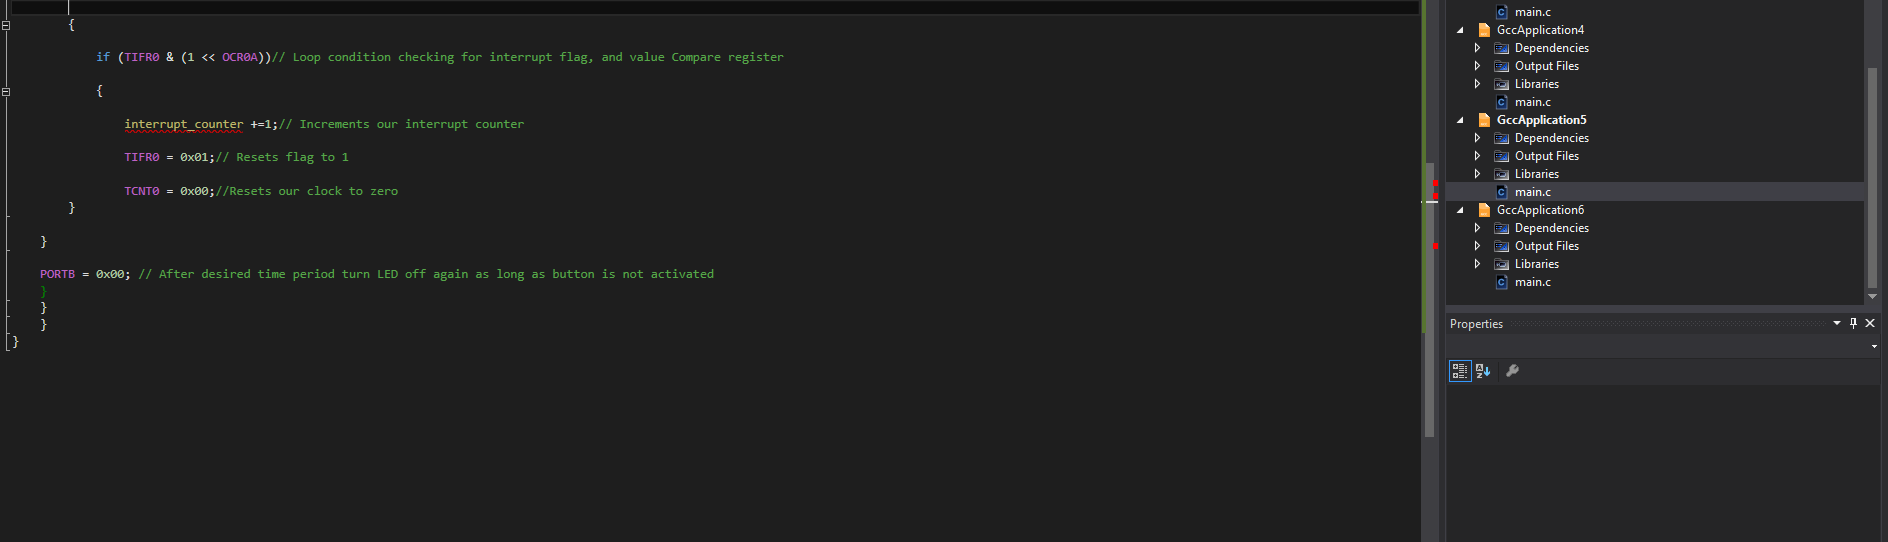 {
if (TIFR0 & (1 << OCR0A))// Loop condition checking for interrupt flag, and value Compare register
{
interrupt_counter +=1;// Increments our interrupt counter
TIFR0 = 0x01;// Resets flag to 1
TCNT0 = 0x00;//Resets our clock to zero
}
}
PORTB = 0x00; // After desired time period turn LED off again as long as button is not activated
}
}
}
}
main.c
GccApplication4
Dependencies
Output Files
Libraries
main.c
GccApplication5
Dependencies
Output Files
Libraries
main.c
GccApplication6
Dependencies
Output Files
Libraries
main.c
Properties